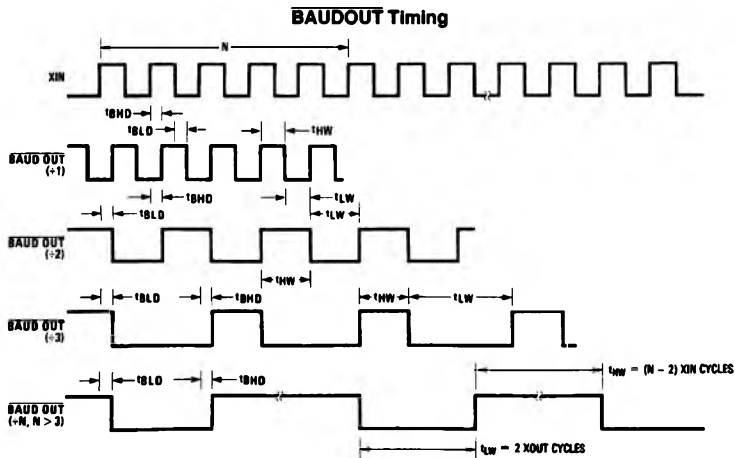 BAUDOUT Timing
N
XIN
tBHD
tBLD
tHW
BAUD OUT
(÷1)
tBHD
tLW
tBLD
tLW
BAUD OUT
(÷2)
tHW
tBLD
tBHD
tHW
tLW
BAUD OUT
(÷3)
tBLD
tBHD
tHW = (N – 2) XIN CYCLES
BAUD OUT
(÷N, N > 3)
tLW = 2 XOUT CYCLES